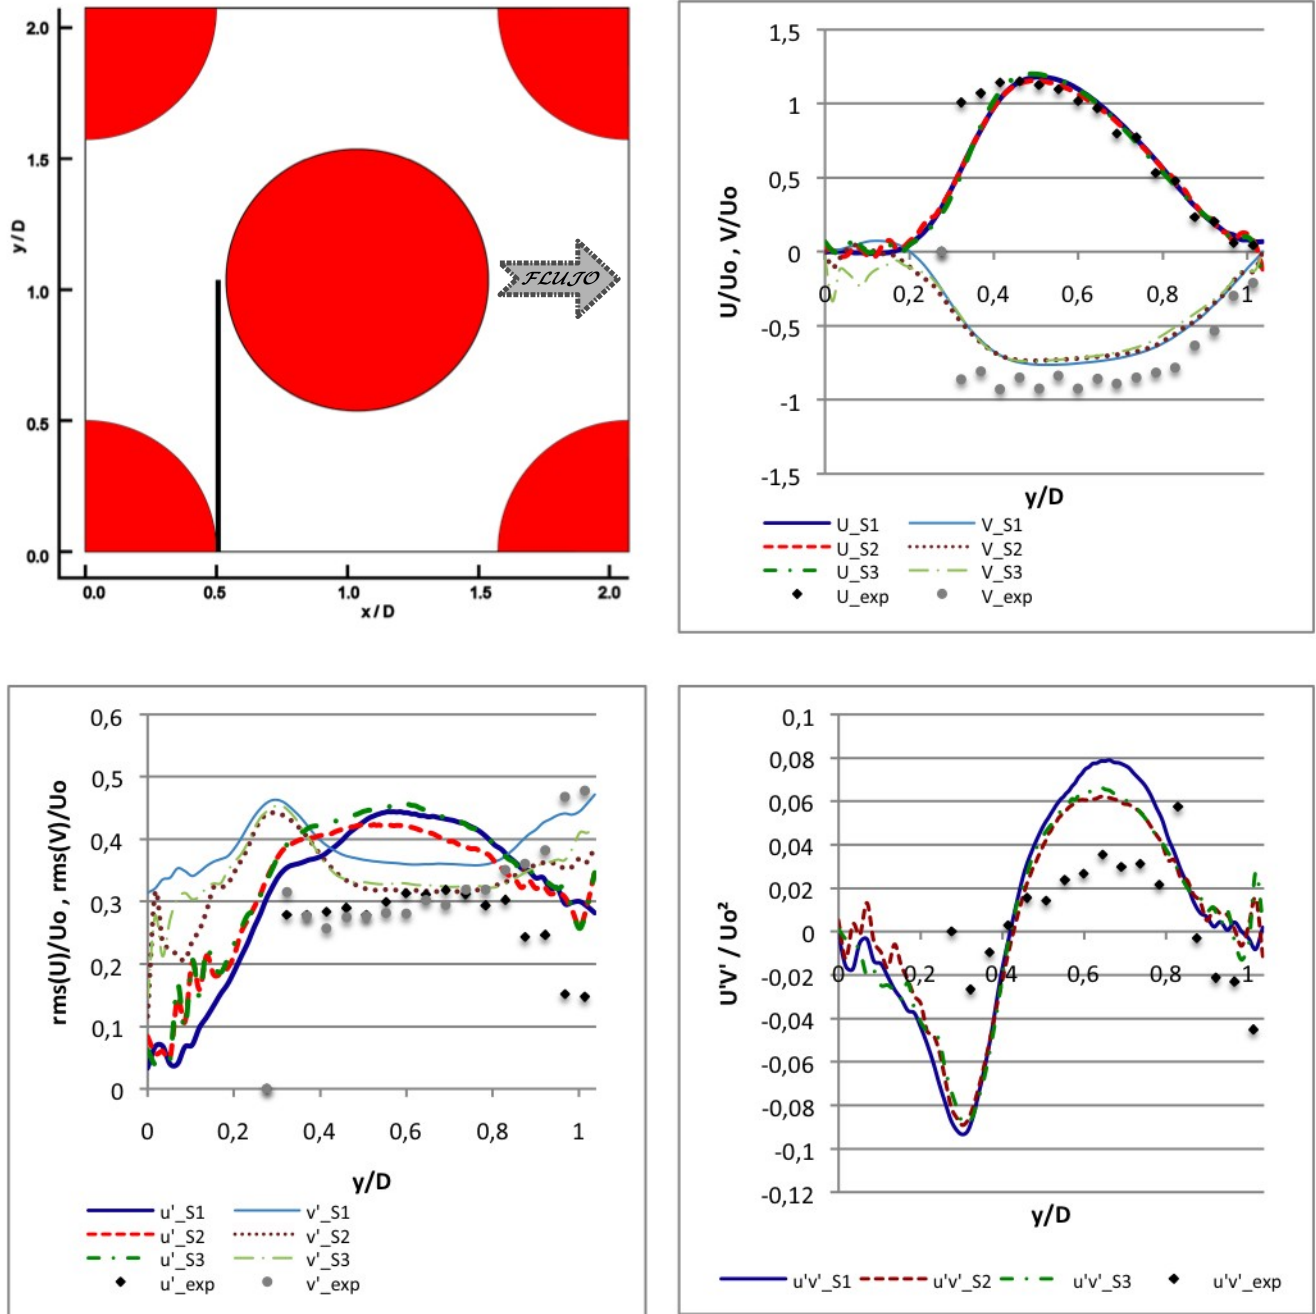 2.0
1.5
1.0
0.5
0.0
y/D
FLUJO
0.0 0.5 1.0 1.5 2.0
x/D
1,5
1
0,5
0
-0,5
-1
-1,5
U/Uo , V/Uo
0 0,2 0,4 0,6 0,8 1
y/D
U_S1 V_S1
U_S2 V_S2
U_S3 V_S3
U_exp V_exp
0,6
0,5
0,4
0,3
0,2
0,1
0
rms(U)/Uo , rms(V)/Uo
0 0,2 0,4 0,6 0,8 1
y/D
u'_S1 v'_S1
u'_S2 v'_S2
u'_S3 v'_S3
u'_exp v'_exp
0,1
0,08
0,06
0,04
0,02
0
-0,02
-0,04
-0,06
-0,08
-0,1
-0,12
U'V' / Uo²
0 0,2 0,4 0,6 0,8 1
y/D
u'v'_S1 u'v'_S2 u'v'_S3 u'v'_exp